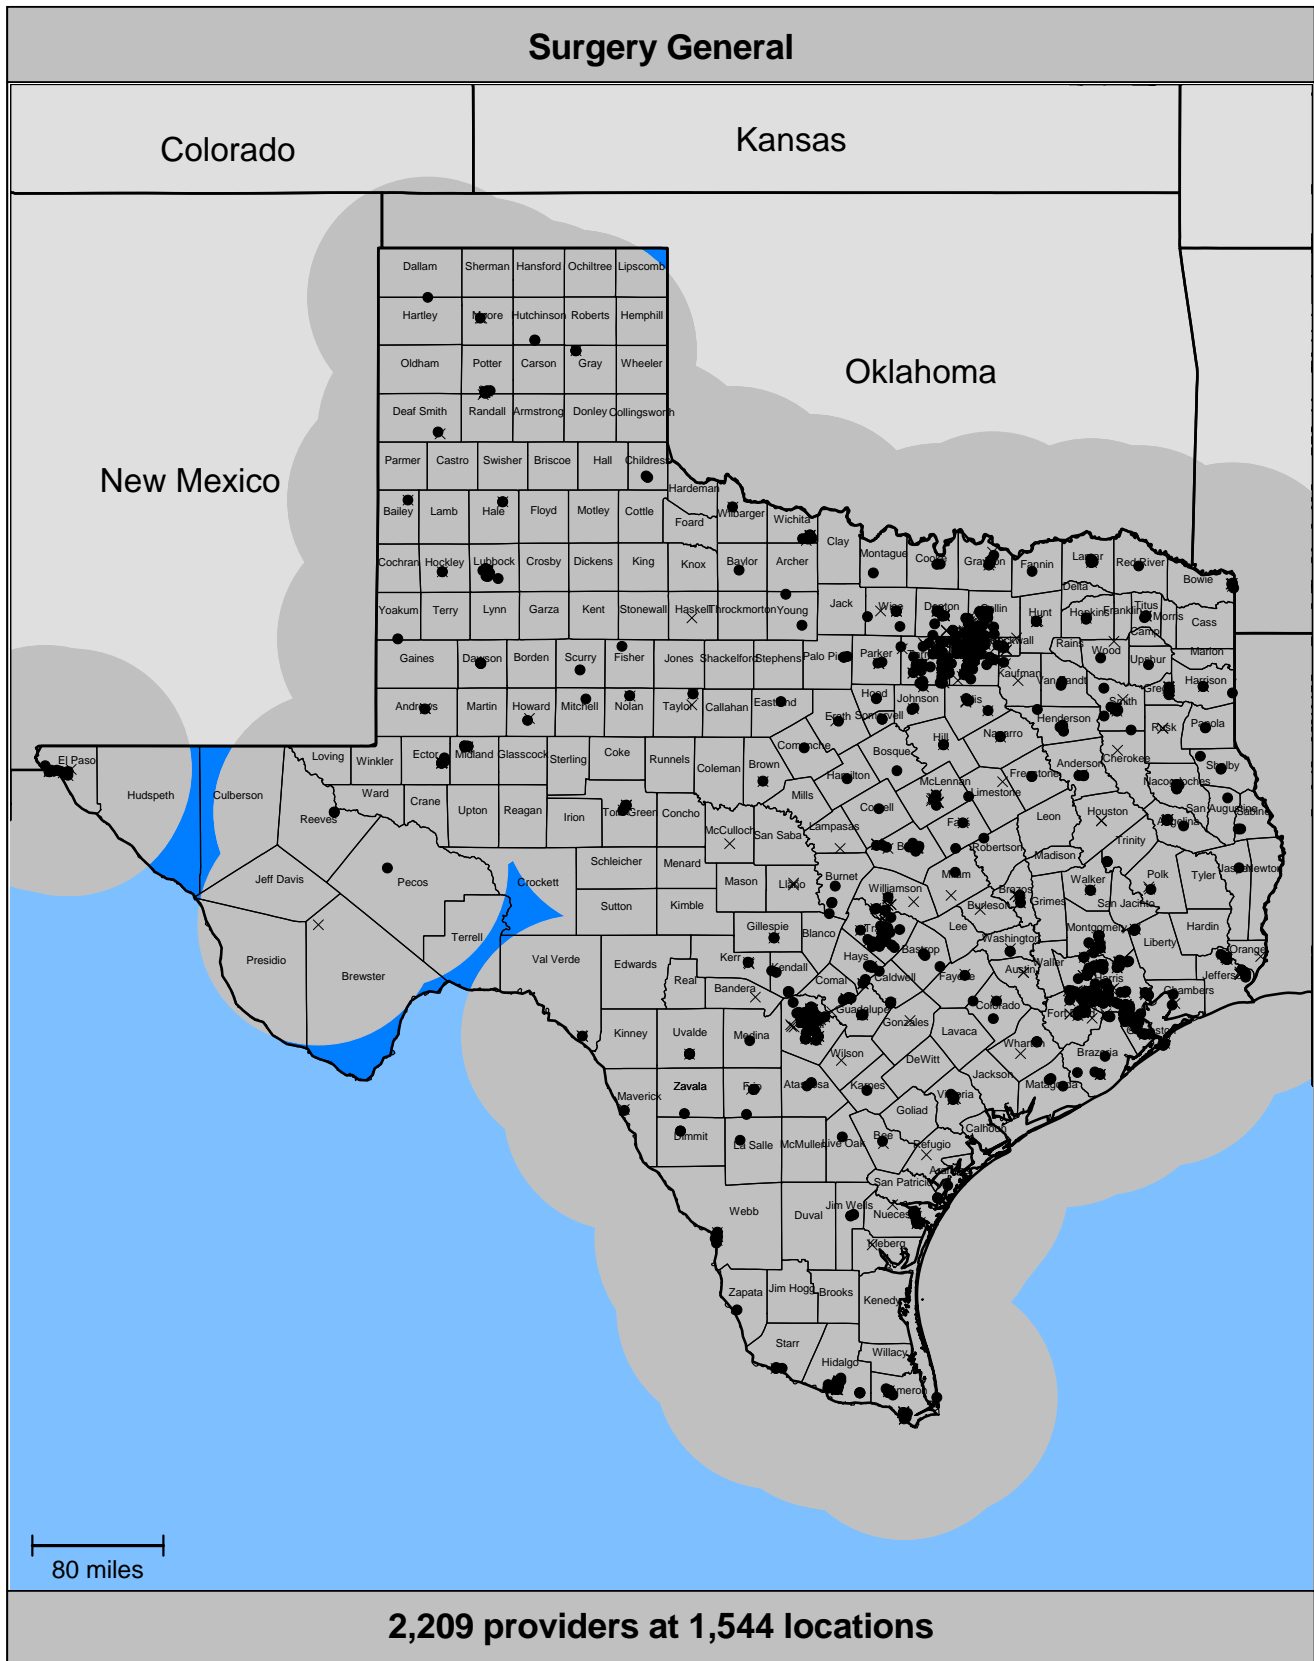 Surgery General
Colorado
Kansas
Oklahoma
New Mexico
Dallam Sherman Hansford Ochiltree Lipscomb
Hartley Moore Hutchinson Roberts Hemphill
Oldham Potter Carson Gray Wheeler
Deaf Smith Randall Armstrong Donley Collingsworth
Parmer Castro Swisher Briscoe Hall Childress
Hardeman
Bailey Lamb Hale Floyd Motley Cottle Foard Wilbarger Wichita
Clay Montague Cooke Grayson Fannin Lamar Red River Bowie
Cochran Hockley Lubbock Crosby Dickens King Knox Baylor Archer
Delta
Yoakum Terry Lynn Garza Kent Stonewall Haskell Throckmorton Young Jack Wise Denton Collin Hunt Hopkins Franklin Titus Morris Cass
Camp
Gaines Dawson Borden Scurry Fisher Jones Shackelford Stephens Palo Pinto Parker Rockwall Rains Wood Upshur Marion
Kaufman Van Zandt Smith Gregg Harrison
Andrews Martin Howard Mitchell Nolan Taylor Callahan Eastland Hood Johnson Ellis
Erath Somervell Henderson Rusk Panola
El Paso Hudspeth Culberson Loving Winkler Ector Midland Glasscock Sterling Coke Runnels Coleman Brown Comanche Bosque Hill Navarro Anderson Cherokee
Hamilton McLennan Limestone Freestone Nacogdoches Shelby
Ward Crane Upton Reagan Irion Tom Green Concho Mills Coryell Falls Leon Houston Angelina San Augustine Sabine
Reeves McCulloch San Saba Lampasas Bell Robertson Madison Trinity
Jeff Davis Pecos Crockett Schleicher Menard Mason Llano Burnet Williamson Milam Brazos Grimes Walker Polk Tyler Jasper Newton
Sutton Kimble Burleson San Jacinto
Terrell Gillespie Blanco Travis Lee Montgomery Liberty Hardin
Presidio Brewster Val Verde Edwards Real Kerr Kendall Hays Bastrop Washington Waller Harris Orange
Bandera Comal Caldwell Fayette Austin Jefferson
Chambers
Kinney Uvalde Medina Guadalupe Gonzales Colorado Fort Bend Galveston
Lavaca Wharton Brazoria
Wilson DeWitt Jackson
Maverick Zavala Frio Atascosa Karnes Victoria Matagorda
Goliad Calhoun
Dimmit La Salle McMullen Live Oak Bee Refugio
Aransas
San Patricio
Webb Duval Jim Wells Nueces
Kleberg
Zapata Jim Hogg Brooks Kenedy
Starr Hidalgo Willacy
Cameron
80 miles
2,209 providers at 1,544 locations